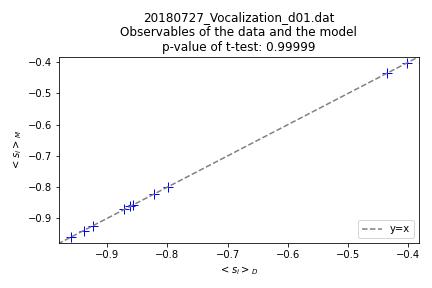 20180727_Vocalization_d01.dat
Observables of the data and the model
p-value of t-test: 0.99999
−0.4
−0.5
−0.6
−0.7
−0.8
−0.9
< s_i >_M
y=x
−0.9 −0.8 −0.7 −0.6 −0.5 −0.4
< s_i >_D